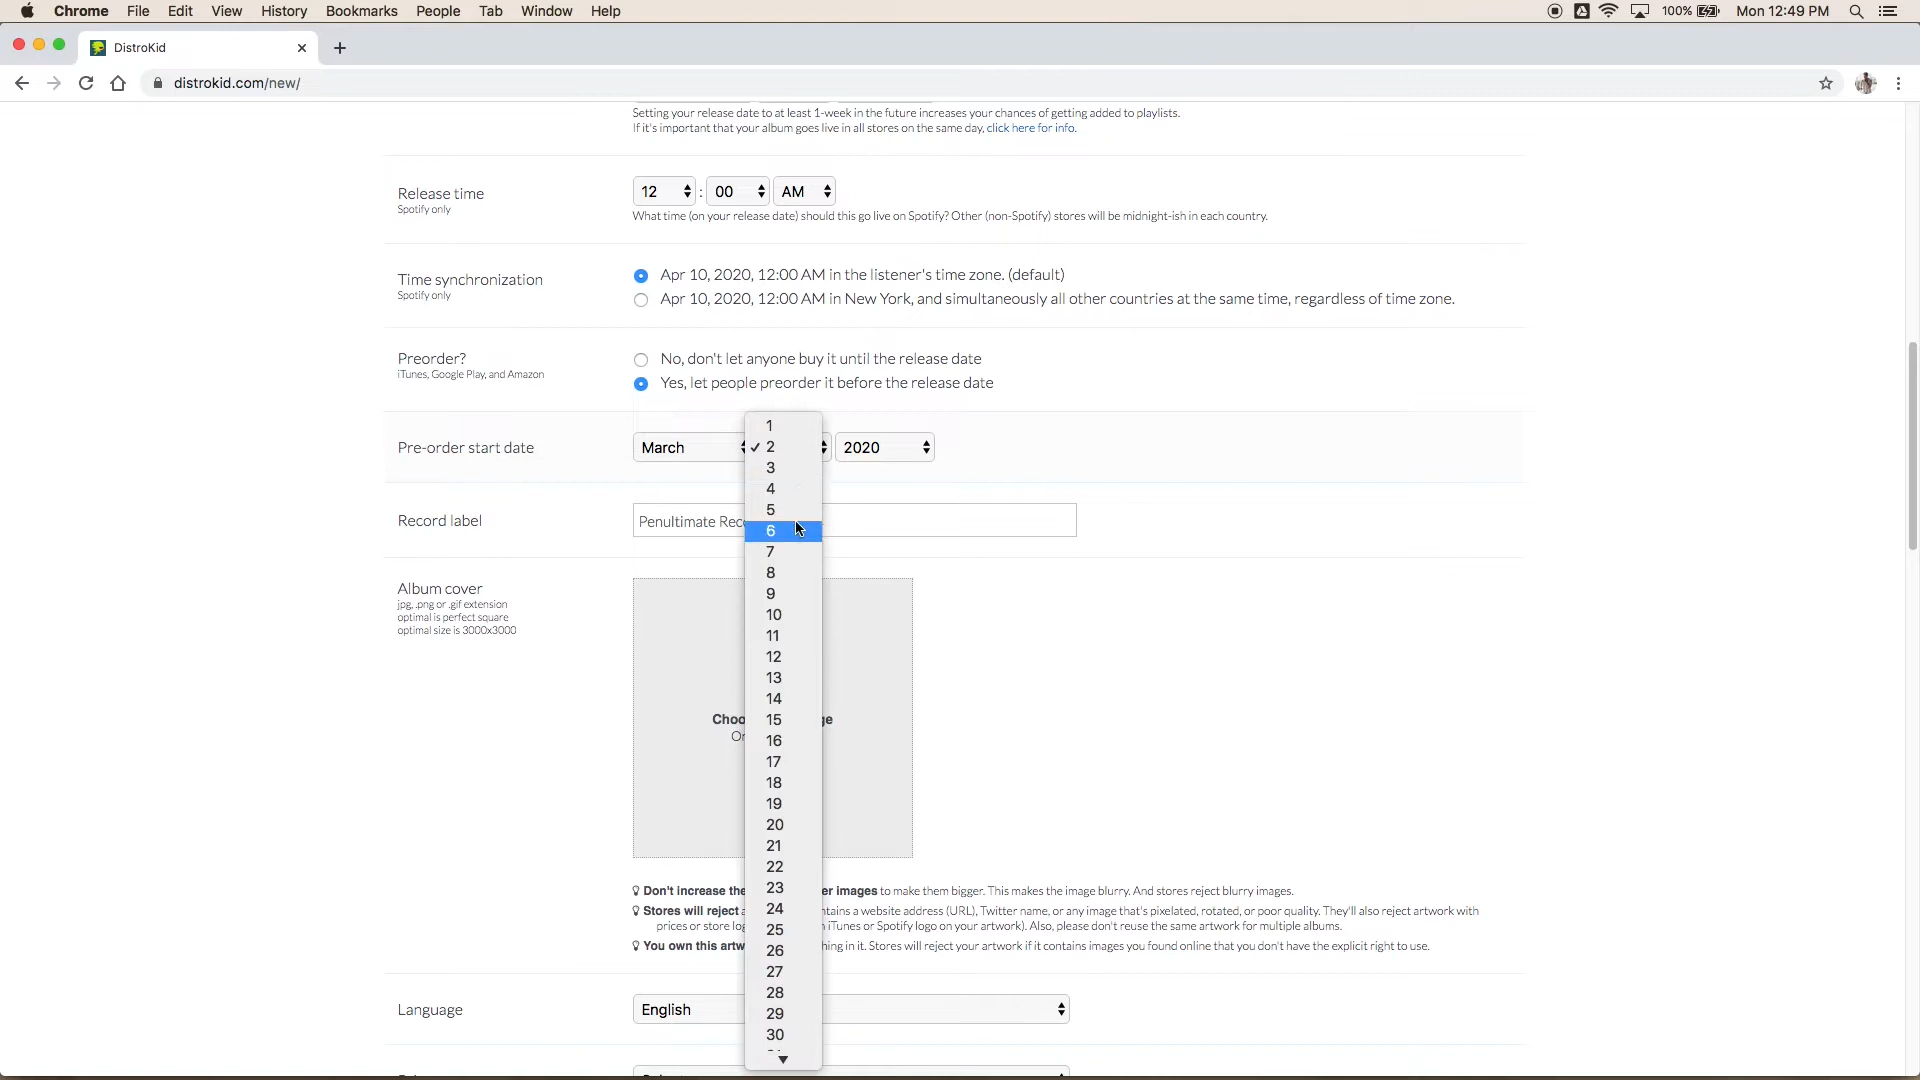 Chrome File Edit View History Bookmarks People Tab Window Help 100% Mon 12:49 PM
DistroKid
distrokid.com/new/
Setting your release date to at least 1-week in the future increases your chances of getting added to playlists.
If it's important that your album goes live in all stores on the same day, click here for info.
Release time
Spotify only
12 : 00 AM
What time (on your release date) should this go live on Spotify? Other (non-Spotify) stores will be midnight-ish in each country.
Time synchronization
Spotify only
Apr 10, 2020, 12:00 AM in the listener's time zone. (default)
Apr 10, 2020, 12:00 AM in New York, and simultaneously all other countries at the same time, regardless of time zone.
Preorder?
iTunes, Google Play, and Amazon
No, don't let anyone buy it until the release date
Yes, let people preorder it before the release date
Pre-order start date
March
2020
1
✓ 2
3
4
5
6
7
8
9
10
11
12
13
14
15
16
17
18
19
20
21
22
23
24
25
26
27
28
29
30
Record label
Penultimate Reco
Album cover
jpg, .png or .gif extension
optimal is perfect square
optimal size is 3000x3000
Choo ge
Or
Don't increase the er images to make them bigger. This makes the image blurry. And stores reject blurry images.
Stores will reject a ntains a website address (URL), Twitter name, or any image that's pixelated, rotated, or poor quality. They'll also reject artwork with
prices or store log iTunes or Spotify logo on your artwork). Also, please don't reuse the same artwork for multiple albums.
You own this artw hing in it. Stores will reject your artwork if it contains images you found online that you don't have the explicit right to use.
Language
English